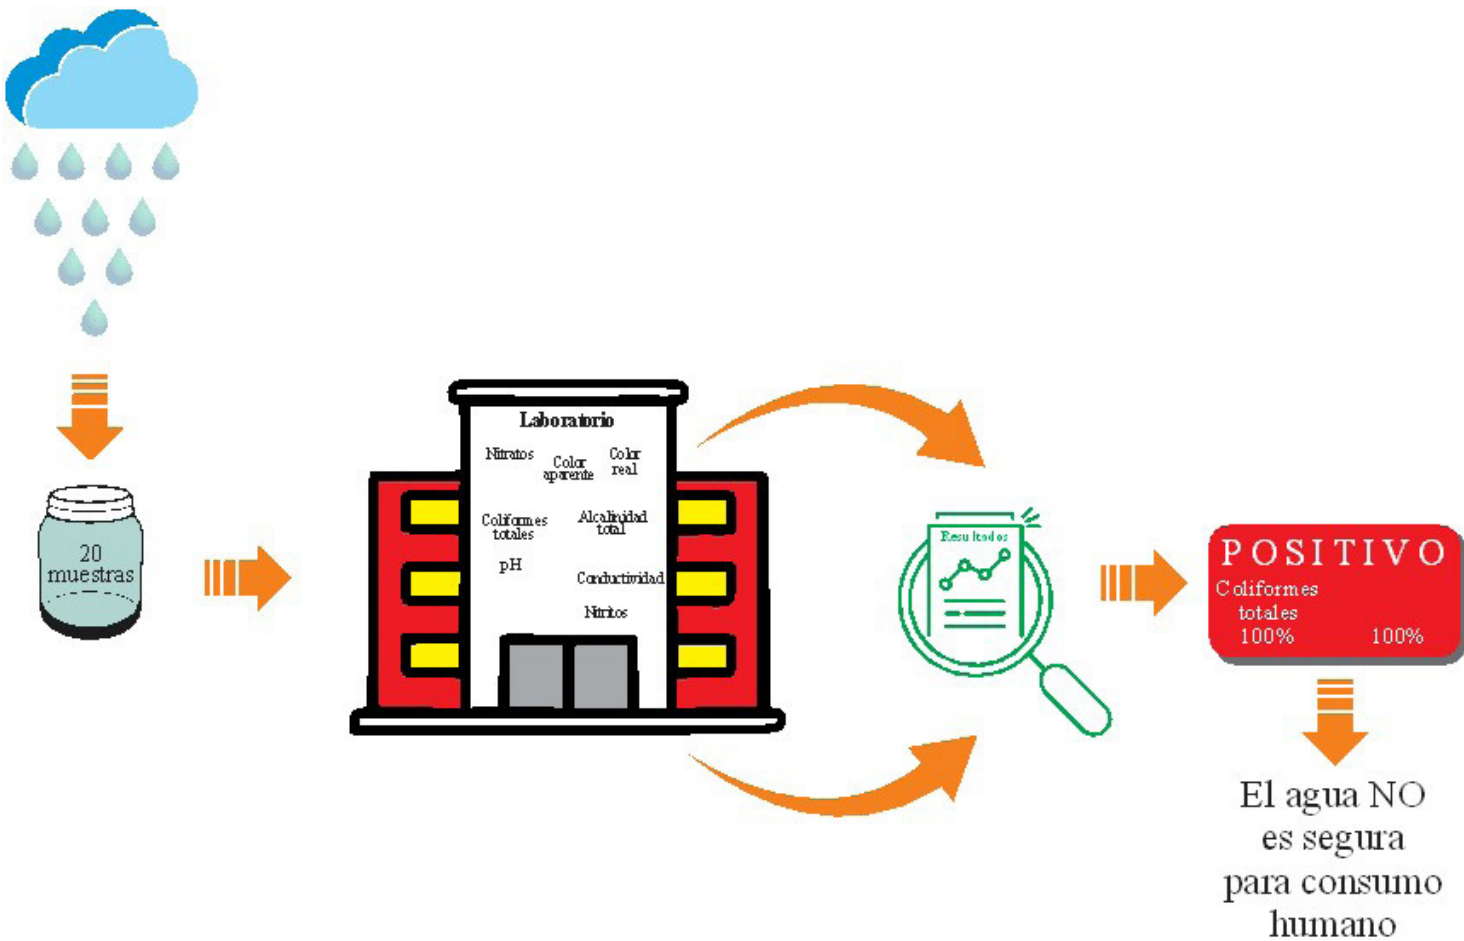 20
muestras
Laboratorio
Nitratos
Color
aparente
Color
real
Coliformes
totales
Alcalinidad
total
pH
Conductividad
Nitritos
Resultados
POSITIVO
Coliformes
totales
100% 100%
El agua NO
es segura
para consumo
humano